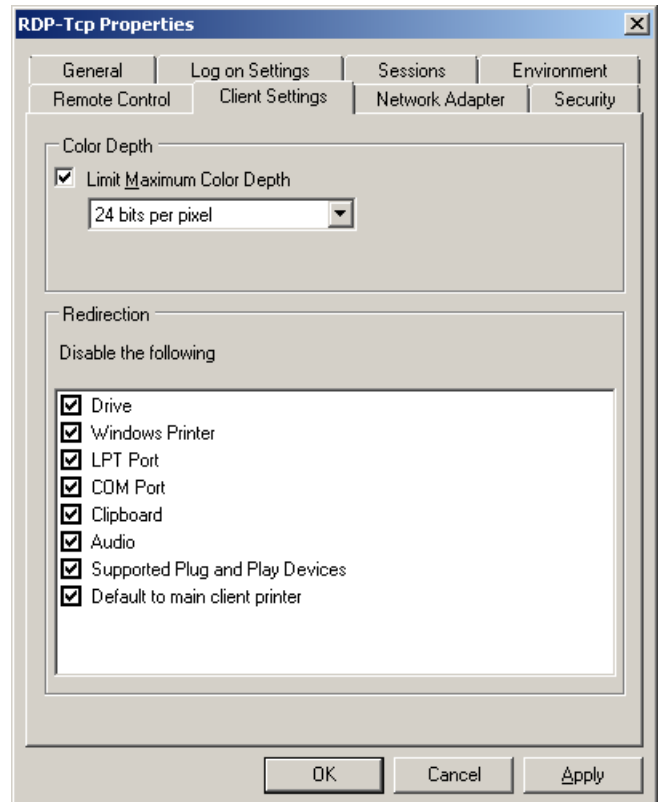 RDP-Tcp Properties
General Log on Settings Sessions Environment
Remote Control Client Settings Network Adapter Security
Color Depth
Limit Maximum Color Depth
24 bits per pixel
Redirection
Disable the following
Drive
Windows Printer
LPT Port
COM Port
Clipboard
Audio
Supported Plug and Play Devices
Default to main client printer
OK Cancel Apply